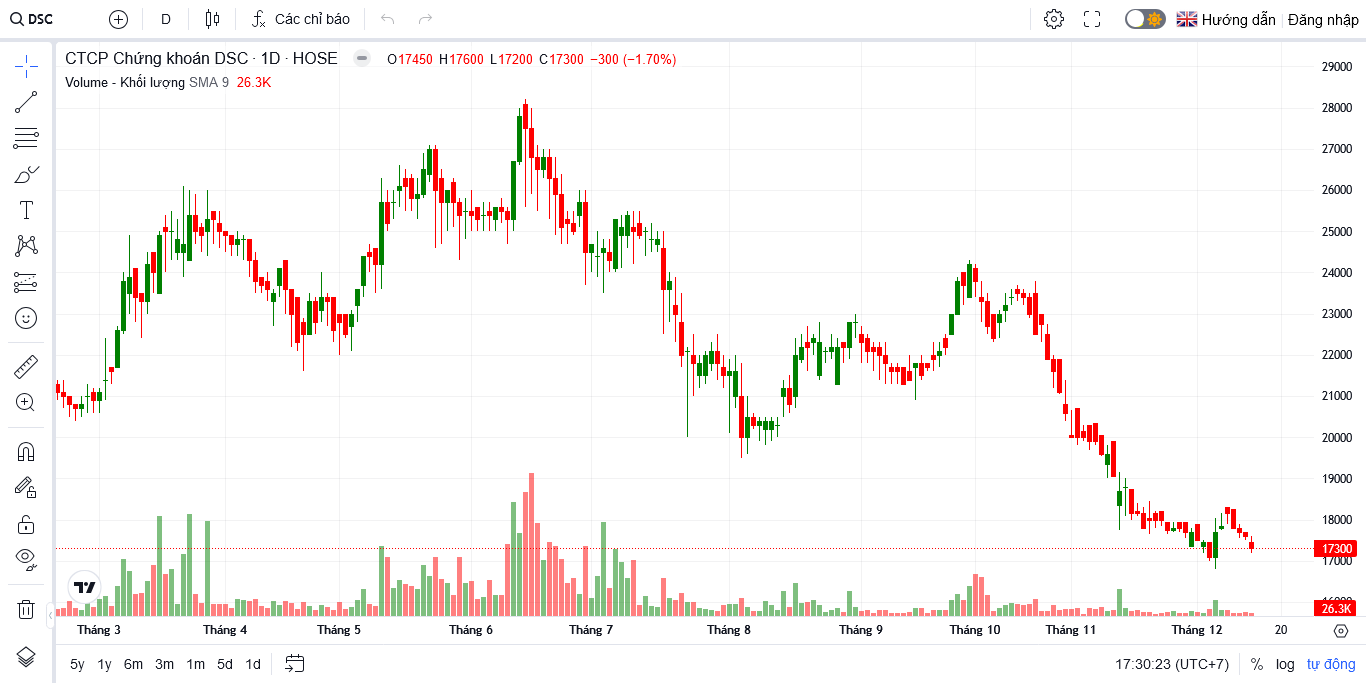 DSC D Các chỉ báo Hướng dẫn Đăng nhập
CTCP Chứng khoán DSC · 1D · HOSE O17450 H17600 L17200 C17300 −300 (−1.70%)
Volume - Khối lượng SMA 9 26.3K
29000
28000
27000
26000
25000
24000
23000
22000
21000
20000
19000
18000
17300
17000
16000
26.3K
Tháng 3 Tháng 4 Tháng 5 Tháng 6 Tháng 7 Tháng 8 Tháng 9 Tháng 10 Tháng 11 Tháng 12 20
5y 1y 6m 3m 1m 5d 1d 17:30:23 (UTC+7) % log tự động